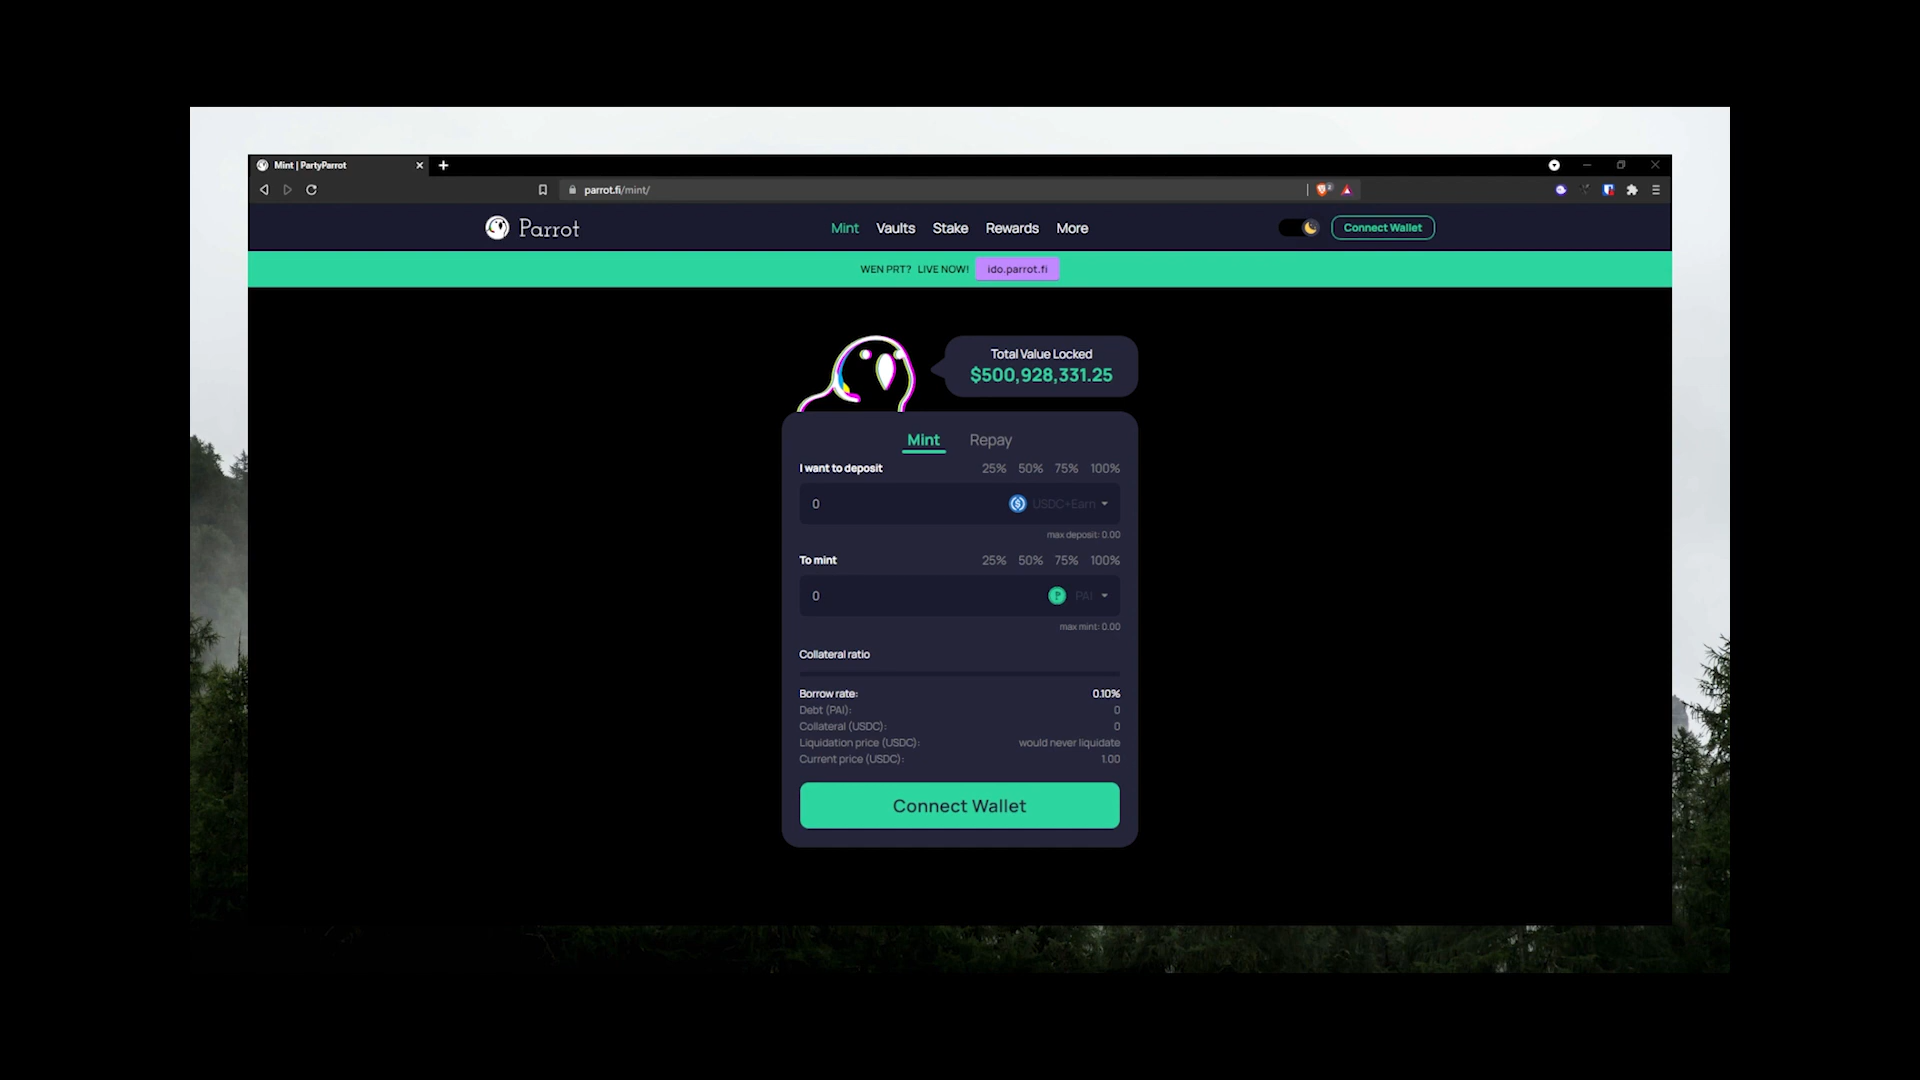 Mint | PartyParrot
parrot.fi/mint/
Parrot
Mint Vaults Stake Rewards More
Connect Wallet
WEN PRT? LIVE NOW! ido.parrot.fi
Total Value Locked
$500,928,331.25
Mint Repay
I want to deposit 25% 50% 75% 100%
0 USDC+Earn
max deposit: 0.00
To mint 25% 50% 75% 100%
0 PAI
max mint: 0.00
Collateral ratio
Borrow rate: 0.10%
Debt (PAI): 0
Collateral (USDC): 0
Liquidation price (USDC): would never liquidate
Current price (USDC): 1.00
Connect Wallet